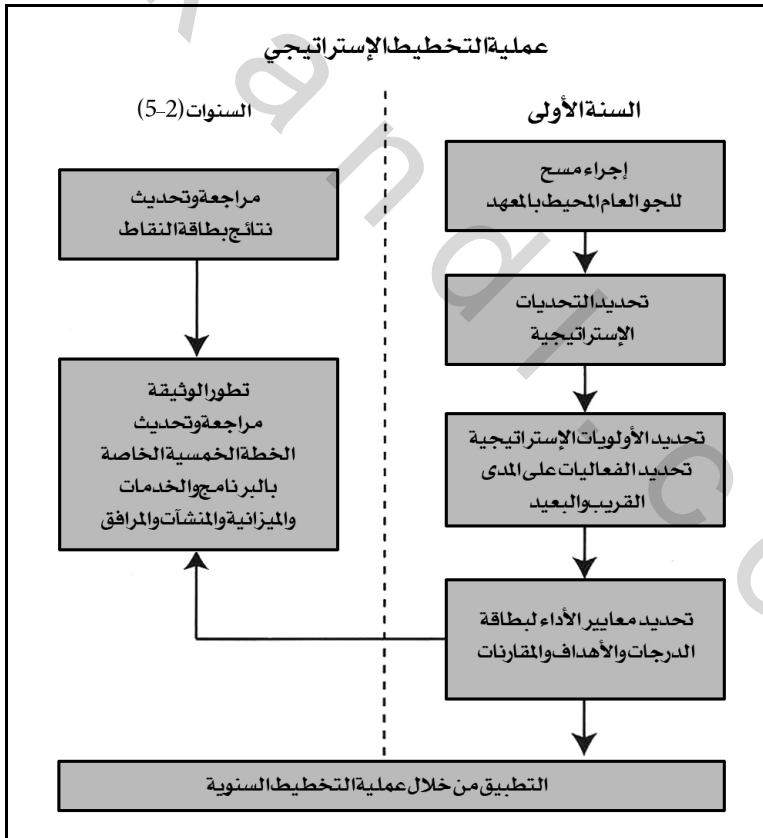 عملية التخطيط الإستراتيجي
السنة الأولى
السنوات (2–5)
إجراء مسح
للجو العام المحيط بالمعهد
تحديد التحديات
الإستراتيجية
تحديد الأولويات الإستراتيجية
تحديد الفعاليات على المدى
القريب والبعيد
تحديد معايير الأداء لبطاقة
الدرجات والأهداف والمقارنات
مراجعة وتحديث
نتائج بطاقة النقاط
تطور الوثيقة
مراجعة وتحديث
الخطة الخمسية الخاصة
بالبرنامج والخدمات
والميزانية والمنشآت والمرافق
التطبيق من خلال عملية التخطيط السنوية
k a n d i c o